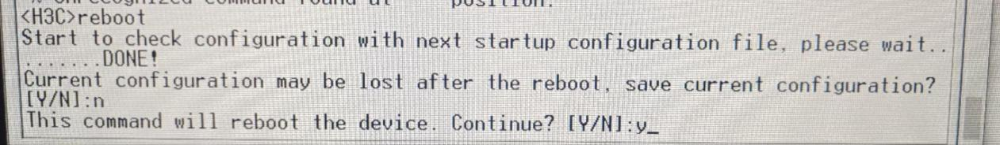 <H3C>reboot
Start to check configuration with next startup configuration file, please wait..
.......DONE!
Current configuration may be lost after the reboot, save current configuration?
[Y/N]:n
This command will reboot the device. Continue? [Y/N]:y_